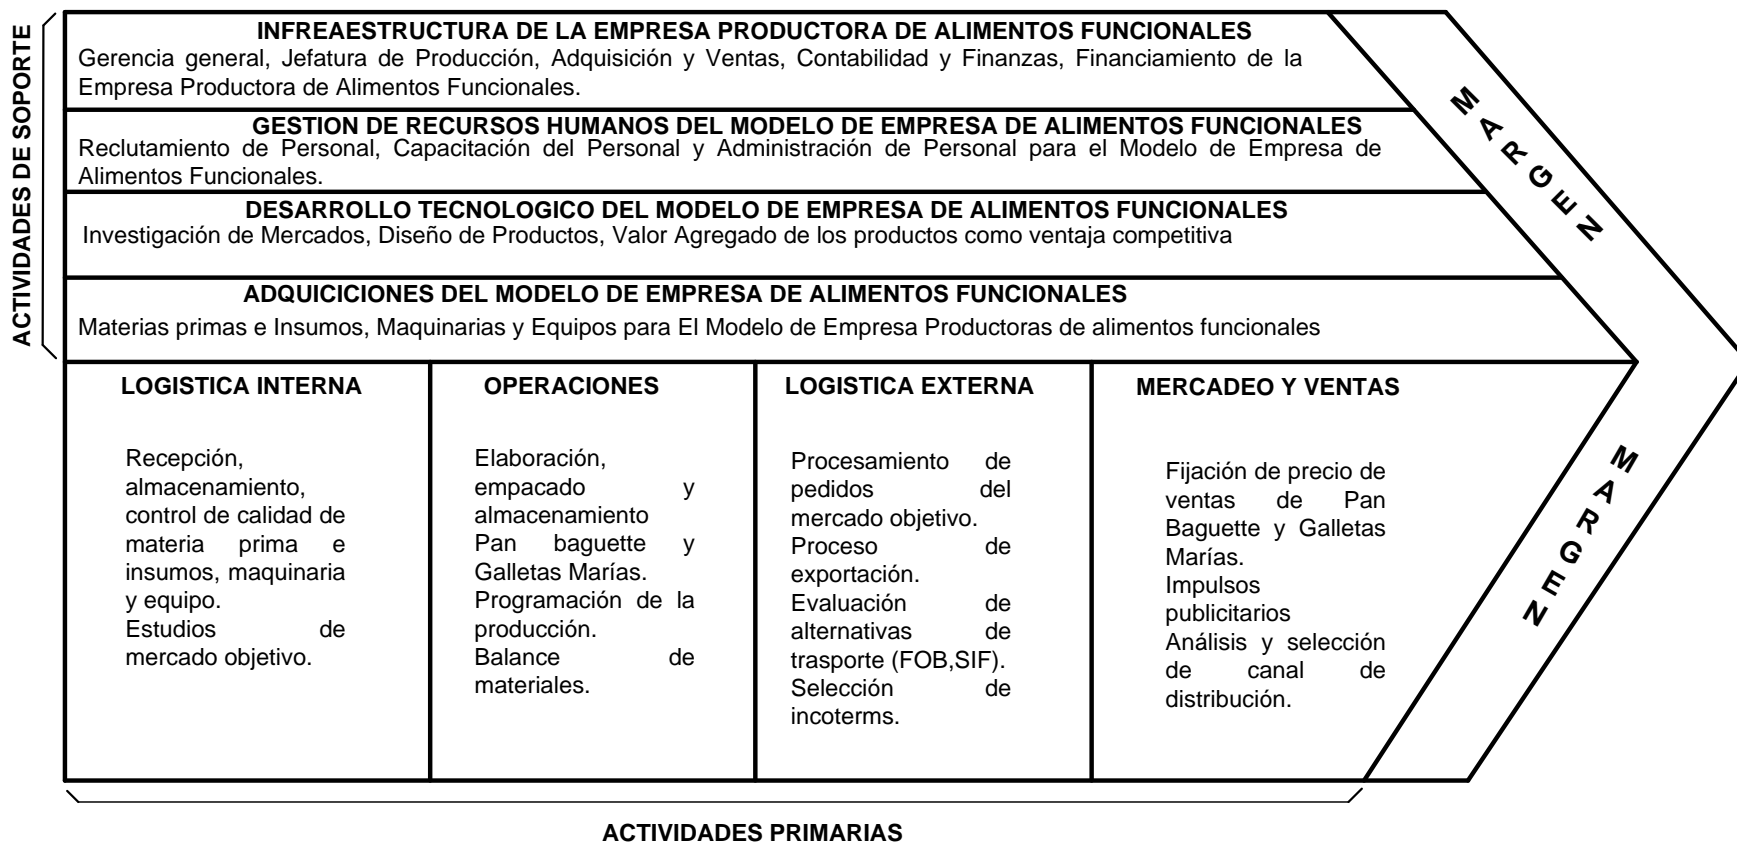 ACTIVIDADES DE SOPORTE
INFREAESTRUCTURA DE LA EMPRESA PRODUCTORA DE ALIMENTOS FUNCIONALES
Gerencia general, Jefatura de Producción, Adquisición y Ventas, Contabilidad y Finanzas, Financiamiento de la
Empresa Productora de Alimentos Funcionales.
GESTION DE RECURSOS HUMANOS DEL MODELO DE EMPRESA DE ALIMENTOS FUNCIONALES
Reclutamiento de Personal, Capacitación del Personal y Administración de Personal para el Modelo de Empresa de
Alimentos Funcionales.
DESARROLLO TECNOLOGICO DEL MODELO DE EMPRESA DE ALIMENTOS FUNCIONALES
Investigación de Mercados, Diseño de Productos, Valor Agregado de los productos como ventaja competitiva
ADQUICICIONES DEL MODELO DE EMPRESA DE ALIMENTOS FUNCIONALES
Materias primas e Insumos, Maquinarias y Equipos para El Modelo de Empresa Productoras de alimentos funcionales
MARGEN
LOGISTICA INTERNA
Recepción,
almacenamiento,
control de calidad de
materia prima e
insumos, maquinaria
y equipo.
Estudios de
mercado objetivo.
OPERACIONES
Elaboración,
empacado y
almacenamiento
Pan baguette y
Galletas Marías.
Programación de la
producción.
Balance de
materiales.
LOGISTICA EXTERNA
Procesamiento de
pedidos del
mercado objetivo.
Proceso de
exportación.
Evaluación de
alternativas de
trasporte (FOB,SIF).
Selección de
incoterms.
MERCADEO Y VENTAS
Fijación de precio de
ventas de Pan
Baguette y Galletas
Marías.
Impulsos
publicitarios
Análisis y selección
de canal de
distribución.
MARGEN
ACTIVIDADES PRIMARIAS